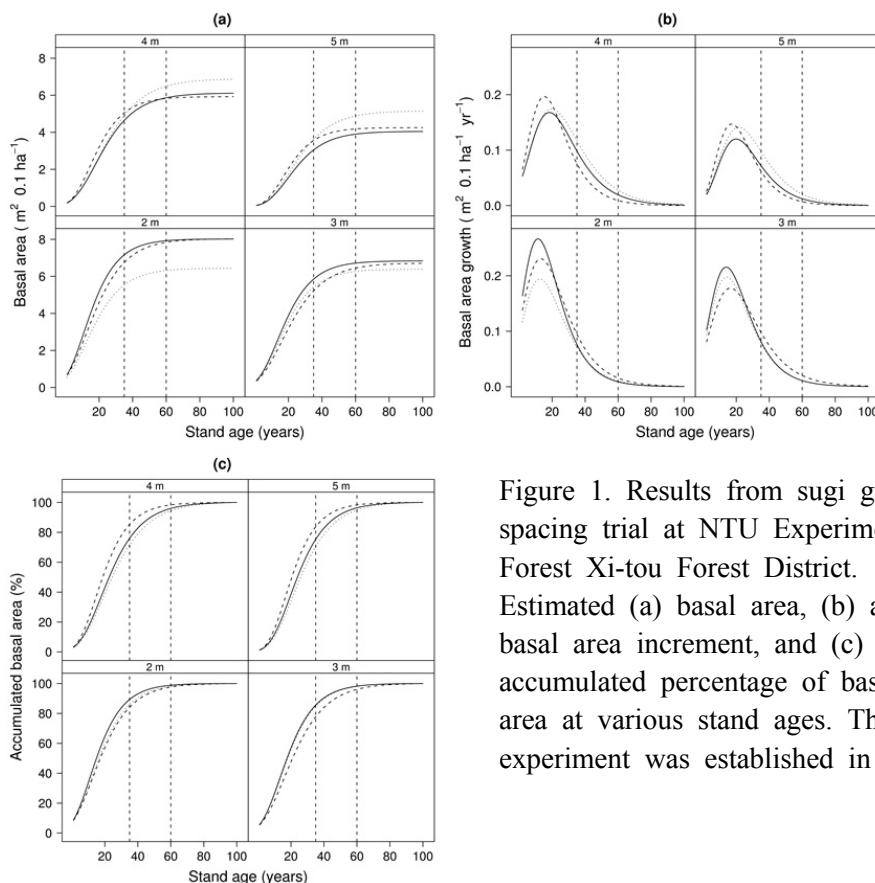 (a)
4 m
5 m
8
6
4
2
0
2 m
3 m
8
6
4
2
0
Basal area ( m² 0.1 ha⁻¹)
20 40 60 80 100
20 40 60 80 100
Stand age (years)
(b)
4 m
5 m
0.2
0.1
0.0
2 m
3 m
0.2
0.1
0.0
Basal area growth ( m² 0.1 ha⁻¹ yr⁻¹)
20 40 60 80 100
20 40 60 80 100
Stand age (years)
(c)
4 m
5 m
100
80
60
40
20
0
2 m
3 m
100
80
60
40
20
0
Accumulated basal area (%)
20 40 60 80 100
20 40 60 80 100
Stand age (years)
Figure 1. Results from sugi g
spacing trial at NTU Experime
Forest Xi-tou Forest District.
Estimated (a) basal area, (b) a
basal area increment, and (c)
accumulated percentage of bas
area at various stand ages. Th
experiment was established in